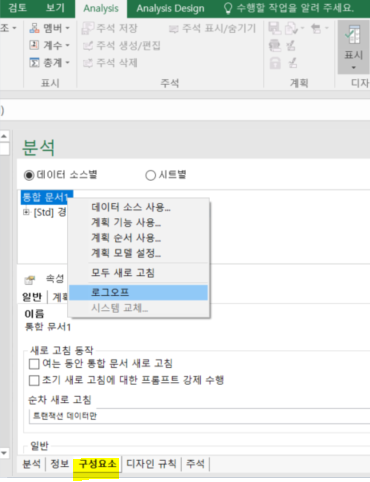 검토 보기 Analysis Analysis Design 수행할 작업을 알려 주세요.
조 멤버 주석 저장 주석 표시/숨기기
계수 주석 생성/편집
총계 주석 삭제 표시
표시 주석 계획 디자
분석
데이터 소스별 시트별
통합 문서1
[Std] 경
데이터 소스 사용...
계획 기능 사용...
계획 순서 사용...
계획 모델 설정...
모두 새로 고침
로그오프
시스템 교체...
속성
일반 계획
이름
통합 문서1
새로 고침 동작
여는 동안 통합 문서 새로 고침
초기 새로 고침에 대한 프롬프트 강제 수행
순차 새로 고침
트랜잭션 데이터만
일반
분석 정보 구성요소 디자인 규칙 주석